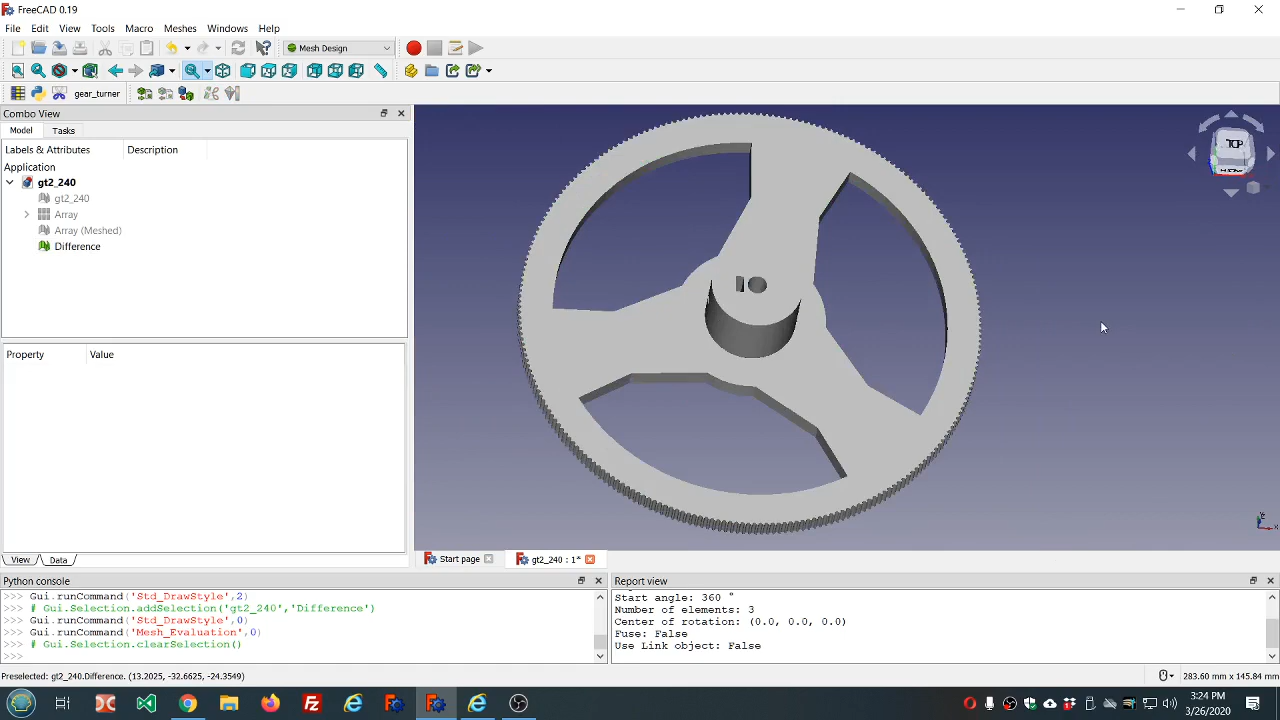 FreeCAD 0.19
File Edit View Tools Macro Meshes Windows Help
Mesh Design
gear_turner
Combo View
Model Tasks
Labels & Attributes Description
Application
gt2_240
gt2_240
Array
Array (Meshed)
Difference
Property Value
View Data
TOP
Start page
gt2_240 : 1*
Python console
>>> Gui.runCommand('Std_DrawStyle',2)
>>> # Gui.Selection.addSelection('gt2_240','Difference')
>>> Gui.runCommand('Std_DrawStyle',0)
>>> Gui.runCommand('Mesh_Evaluation',0)
>>> # Gui.Selection.clearSelection()
>>>
Report view
Start angle: 360 °
Number of elements: 3
Center of rotation: (0.0, 0.0, 0.0)
Fuse: False
Use Link object: False
Preselected: gt2_240.Difference. (13.2025, -32.6625, -24.3549)
283.60 mm x 145.84 mm
3:24 PM
3/26/2020